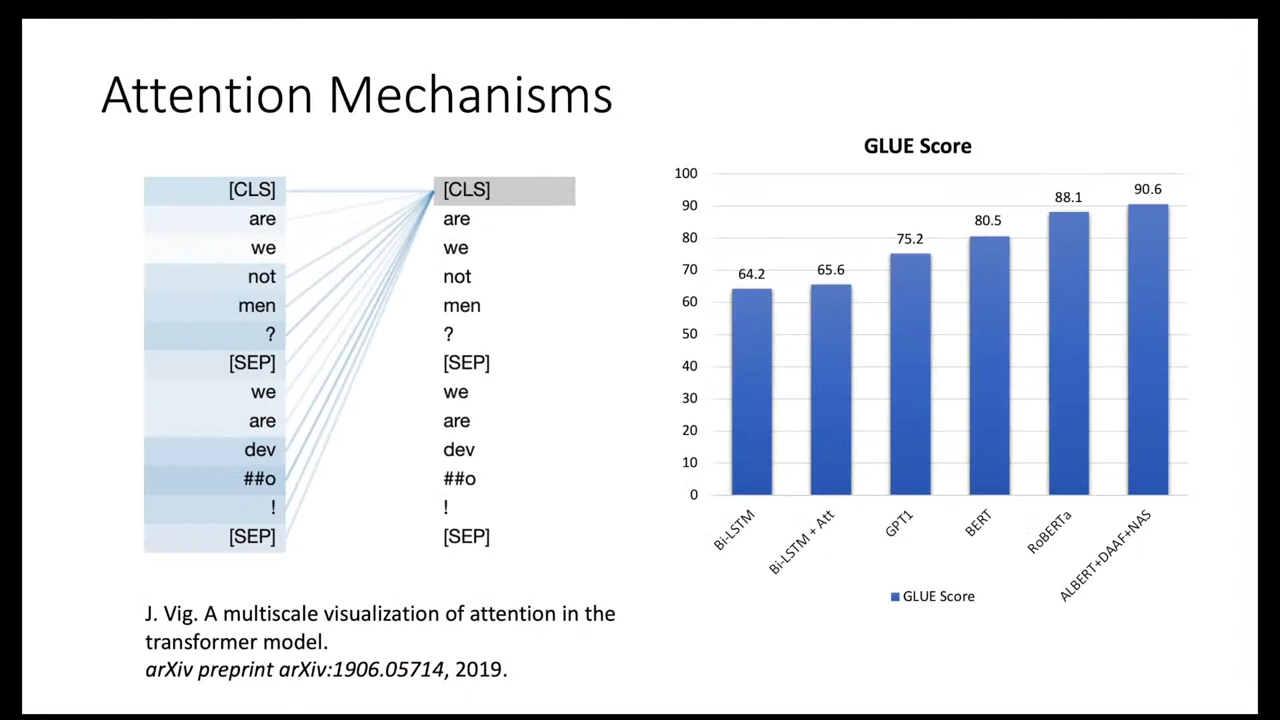 Attention Mechanisms
[CLS] [CLS]
are are
we we
not not
men men
? ?
[SEP] [SEP]
we we
are are
dev dev
##o ##o
! !
[SEP] [SEP]
J. Vig. A multiscale visualization of attention in the
transformer model.
arXiv preprint arXiv:1906.05714, 2019.
GLUE Score
100
90
80
70
60
50
40
30
20
10
0
64.2
65.6
75.2
80.5
88.1
90.6
Bi-LSTM
Bi-LSTM + Att
GPT1
BERT
RoBERTa
ALBERT+DAAF+NAS
GLUE Score